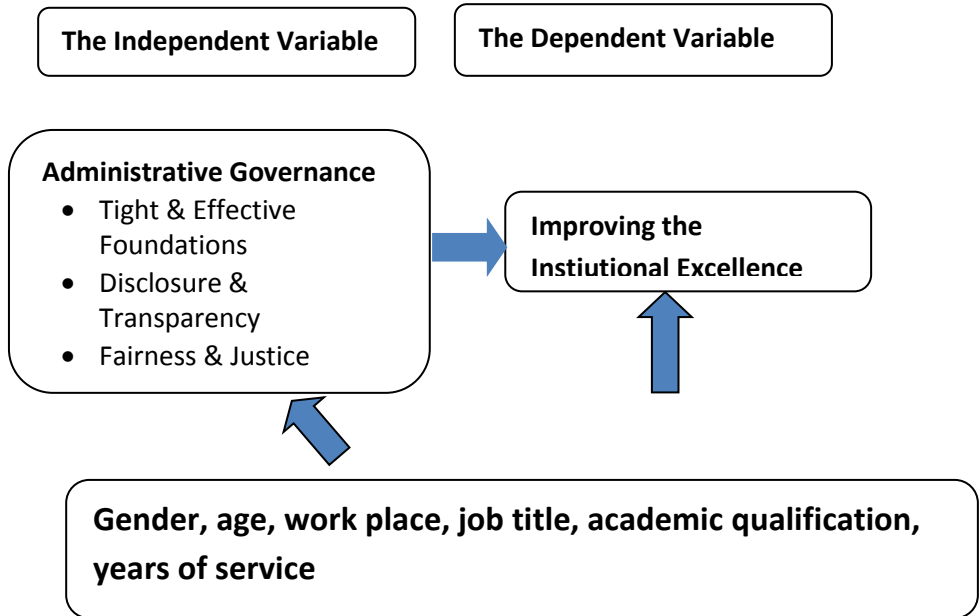 The Independent Variable
The Dependent Variable
Administrative Governance
• Tight & Effective
Foundations
• Disclosure &
Transparency
• Fairness & Justice
Improving the
Instiutional Excellence
Gender, age, work place, job title, academic qualification,
years of service